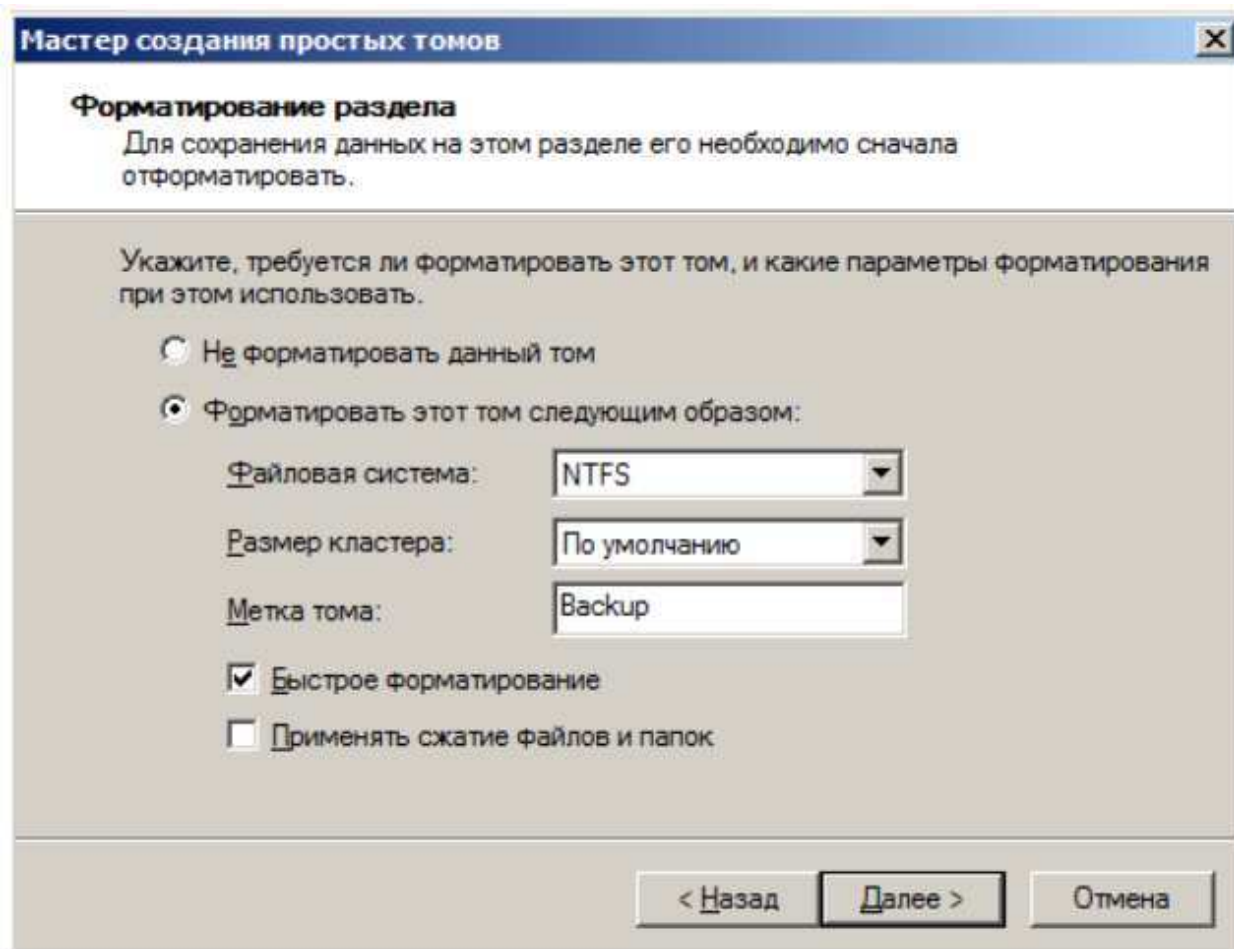 Мастер создания простых томов
Форматирование раздела
Для сохранения данных на этом разделе его необходимо сначала
отформатировать.
Укажите, требуется ли форматировать этот том, и какие параметры форматирования
при этом использовать.
Не форматировать данный том
Форматировать этот том следующим образом:
Файловая система: NTFS
Размер кластера: По умолчанию
Метка тома: Backup
Быстрое форматирование
Применять сжатие файлов и папок
< Назад Далее > Отмена